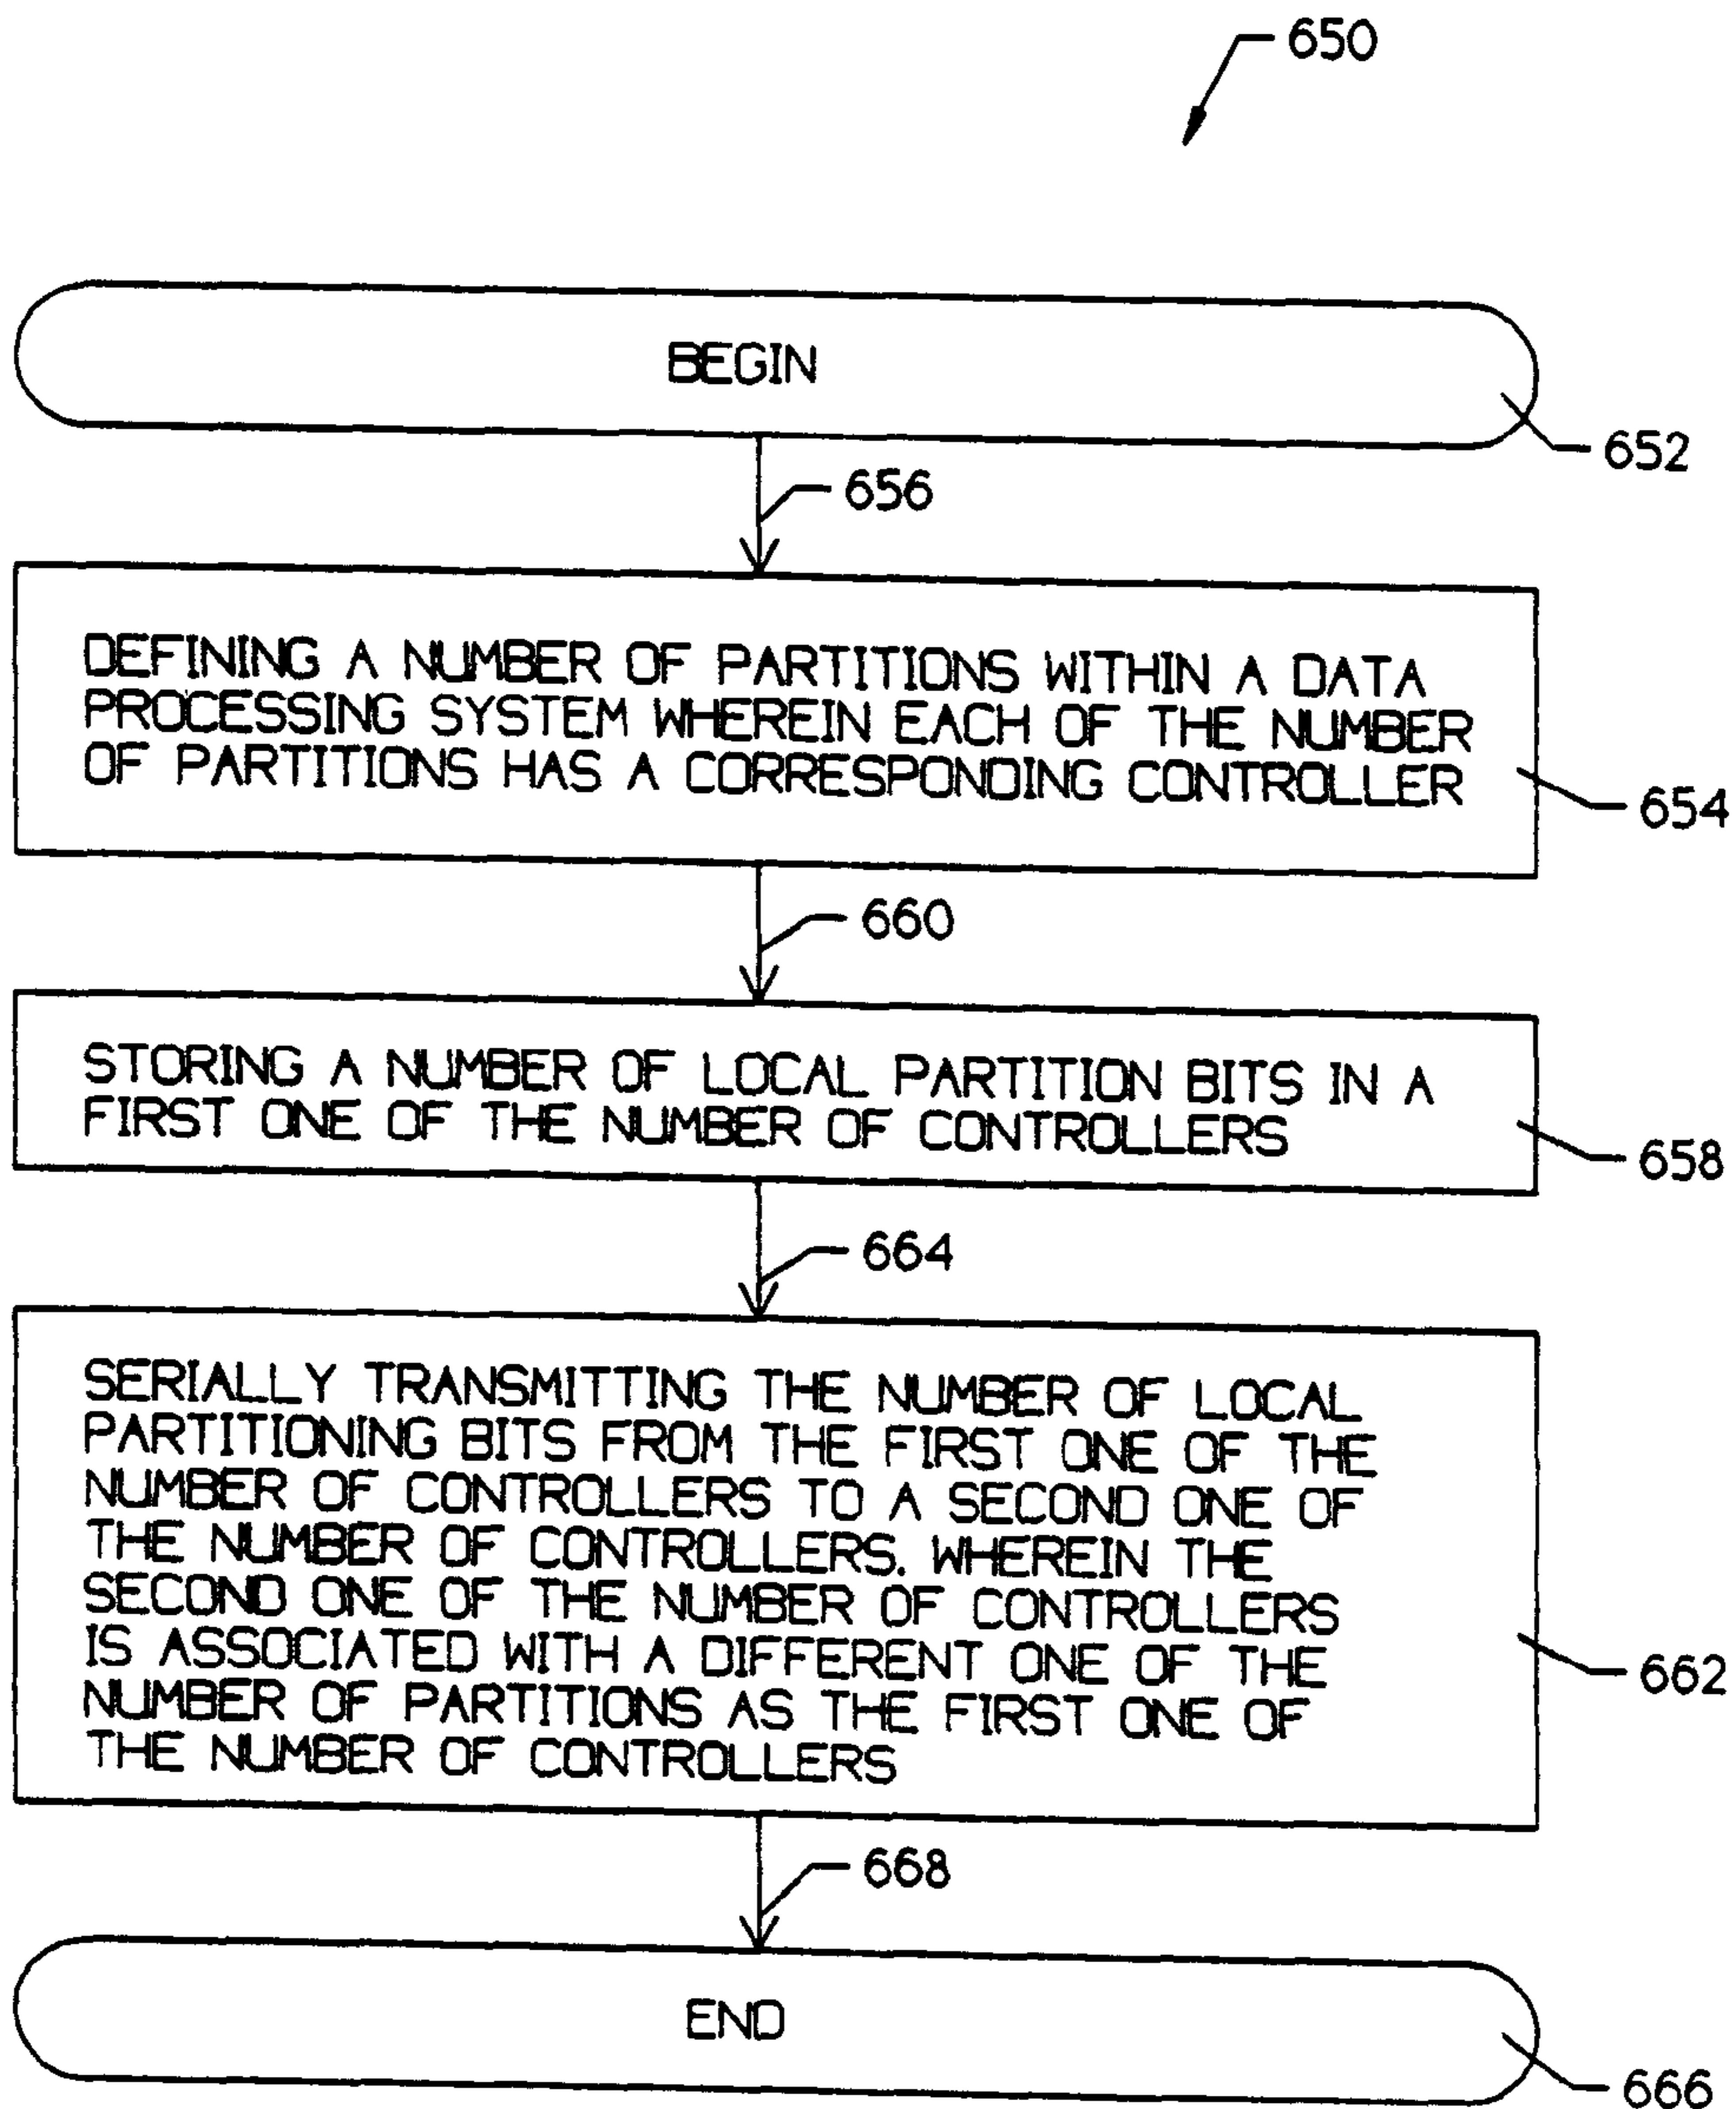 650
BEGIN
652
656
DEFINING A NUMBER OF PARTITIONS WITHIN A DATA
PROCESSING SYSTEM WHEREIN EACH OF THE NUMBER
OF PARTITIONS HAS A CORRESPONDING CONTROLLER
654
660
STORING A NUMBER OF LOCAL PARTITION BITS IN A
FIRST ONE OF THE NUMBER OF CONTROLLERS
658
664
SERIALLY TRANSMITTING THE NUMBER OF LOCAL
PARTITIONING BITS FROM THE FIRST ONE OF THE
NUMBER OF CONTROLLERS TO A SECOND ONE OF
THE NUMBER OF CONTROLLERS. WHEREIN THE
SECOND ONE OF THE NUMBER OF CONTROLLERS
IS ASSOCIATED WITH A DIFFERENT ONE OF THE
NUMBER OF PARTITIONS AS THE FIRST ONE OF
THE NUMBER OF CONTROLLERS
662
668
END
666